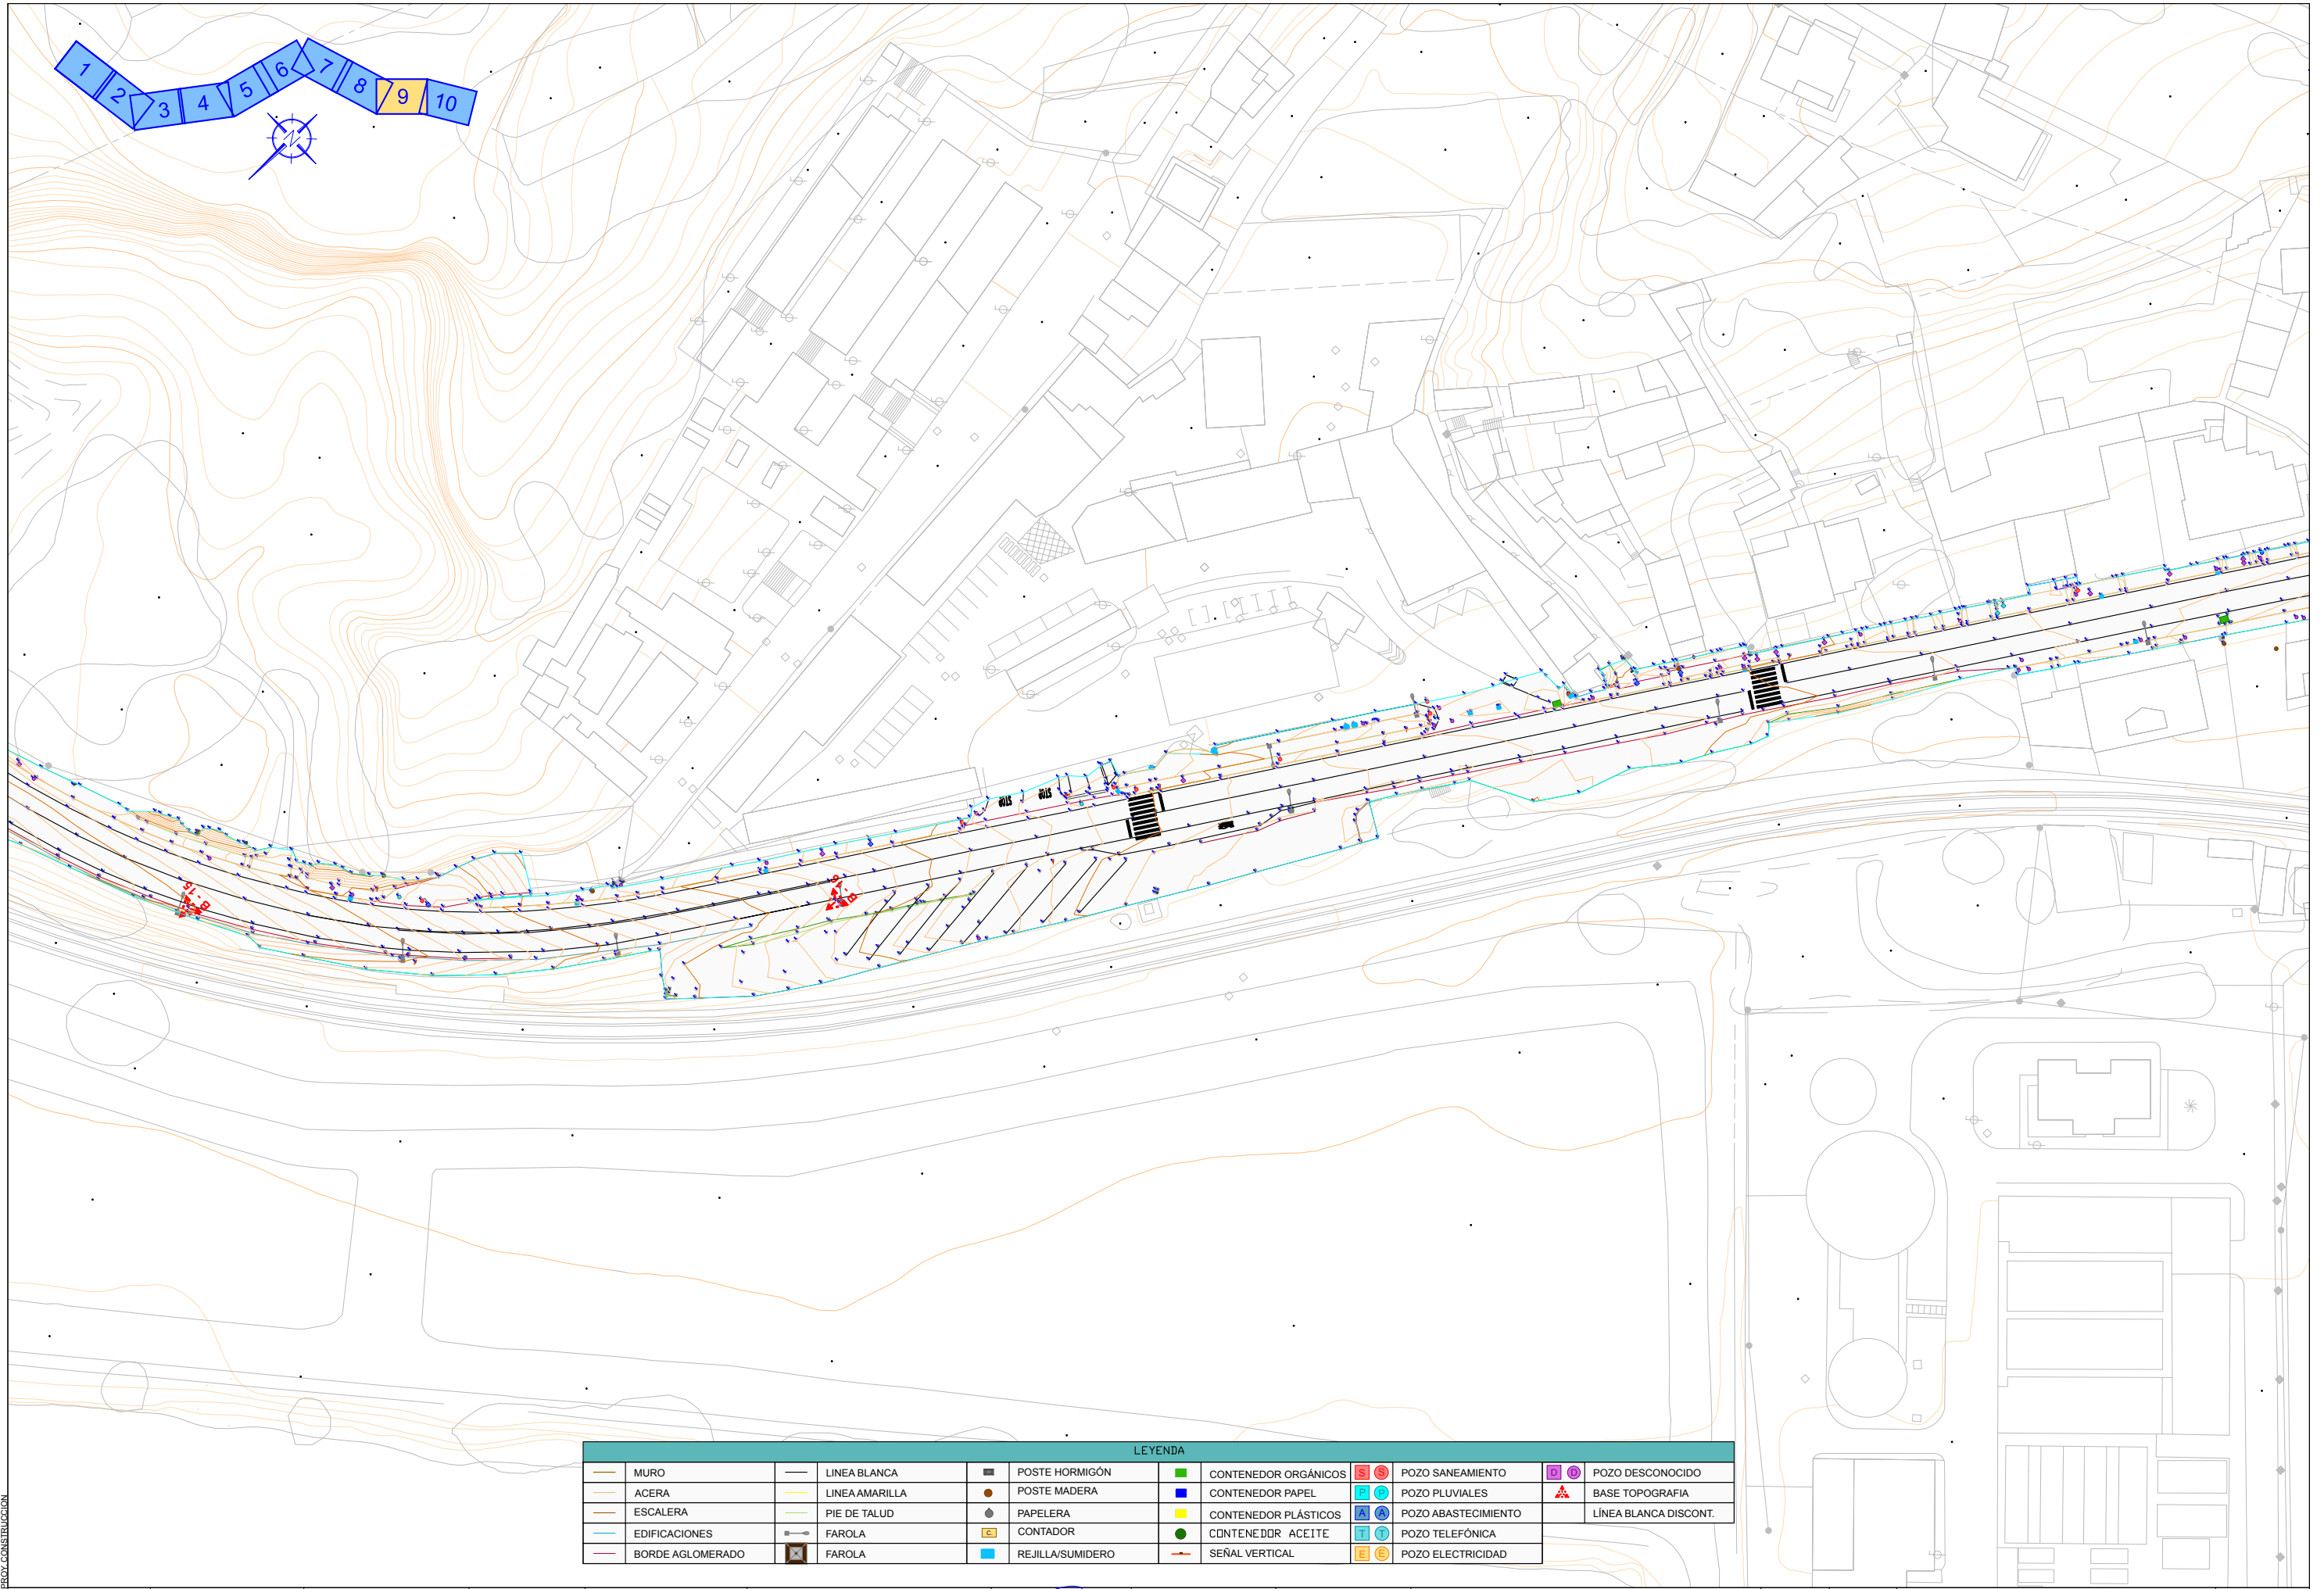 1 2 3 4 5 6 7 8 9 10
STOP STOP
LEYENDA
MURO LINEA BLANCA POSTE HORMIGÓN CONTENEDOR ORGÁNICOS S S POZO SANEAMIENTO D D POZO DESCONOCIDO
ACERA LINEA AMARILLA POSTE MADERA CONTENEDOR PAPEL P P POZO PLUVIALES BASE TOPOGRAFIA
ESCALERA PIE DE TALUD PAPELERA CONTENEDOR PLÁSTICOS A A POZO ABASTECIMIENTO LÍNEA BLANCA DISCONT.
EDIFICACIONES FAROLA C. CONTADOR CONTENEDOR ACEITE T T POZO TELEFÓNICA
BORDE AGLOMERADO FAROLA REJILLA/SUMIDERO SEÑAL VERTICAL E E POZO ELECTRICIDAD
PROY. CONSTRUCCION